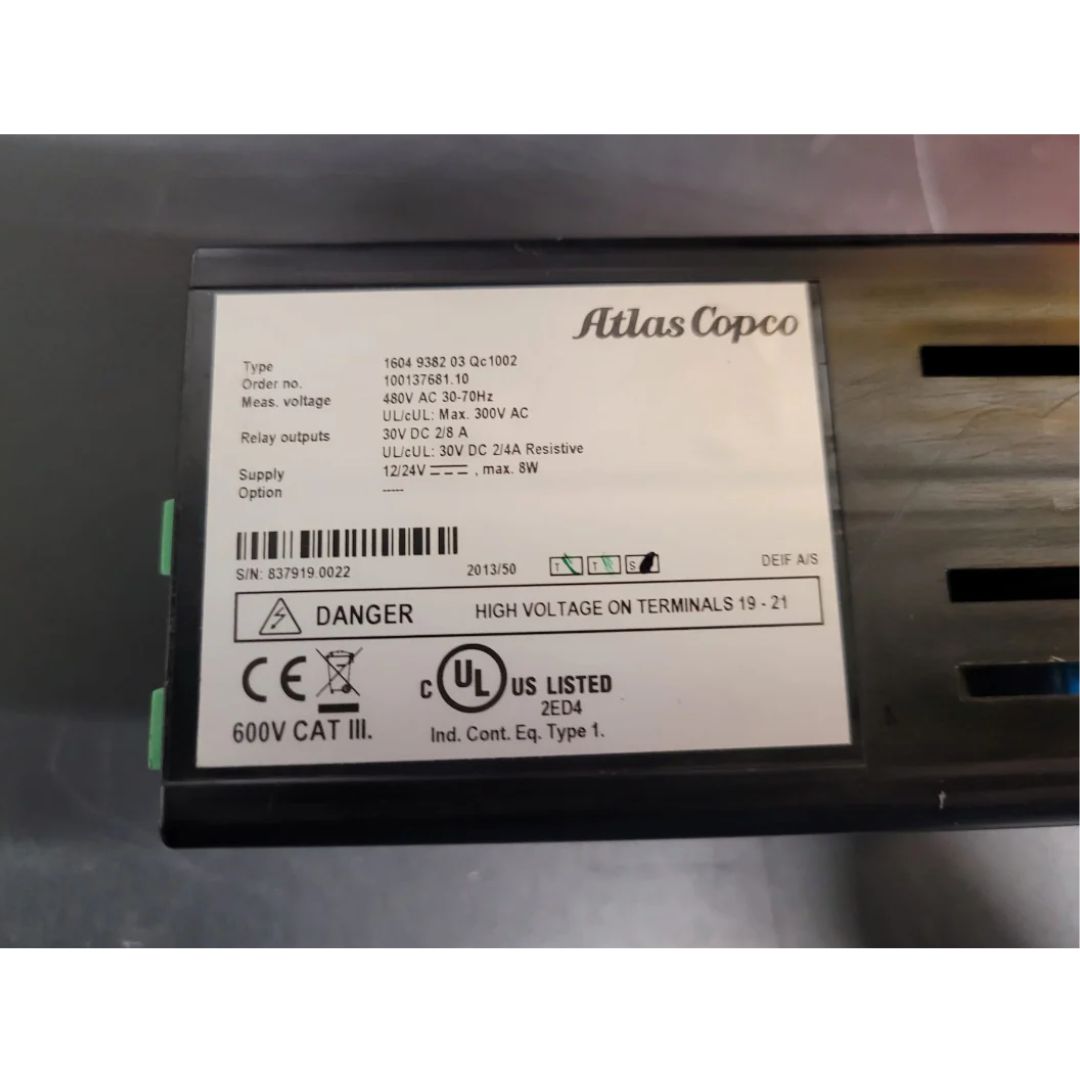 Atlas Copco
Type 1604 9382 03 Qc1002
Order no. 100137681.10
Meas. voltage 480V AC 30-70Hz
UL/cUL: Max. 300V AC
Relay outputs 30V DC 2/8 A
UL/cUL: 30V DC 2/4A Resistive
Supply 12/24V ⎓, max. 8W
Option -----
S/N: 837919.0022 2013/50 T T S DEIF A/S
DANGER HIGH VOLTAGE ON TERMINALS 19 - 21
CE C UL US LISTED
2ED4
600V CAT III. Ind. Cont. Eq. Type 1.